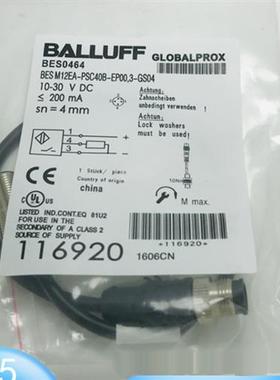 BALLUFF GLOBALPROX
BES0464
BES M12EA-PSC40B-EP00,3-GS04
10-30 V DC
≤ 200 mA
sn = 4 mm
Achtung:
Zahnscheiben
unbedingt verwenden !
Attention:
Lock washers
must be used!
1 Stück/ piece
Country of origin
china
M max.
LISTED IND.CONT.EQ 81U2
FOR USE IN THE
SECONDARY OF A CLASS 2
SOURCE OF SUPPLY
116920
*116920*
1606CN
5